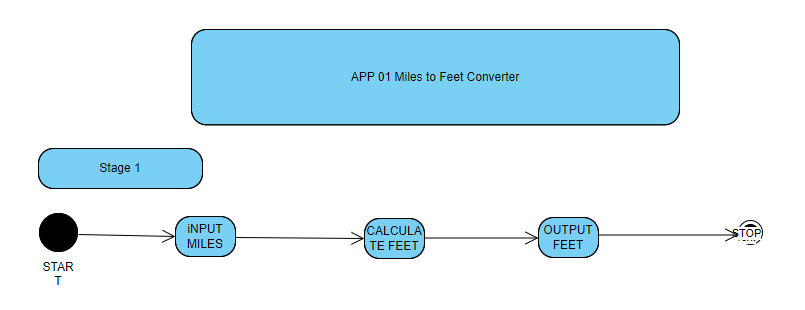 APP 01 Miles to Feet Converter
Stage 1
iNPUT
MILES
CALCULA
TE FEET
OUTPUT
FEET
STOP
STAR
T